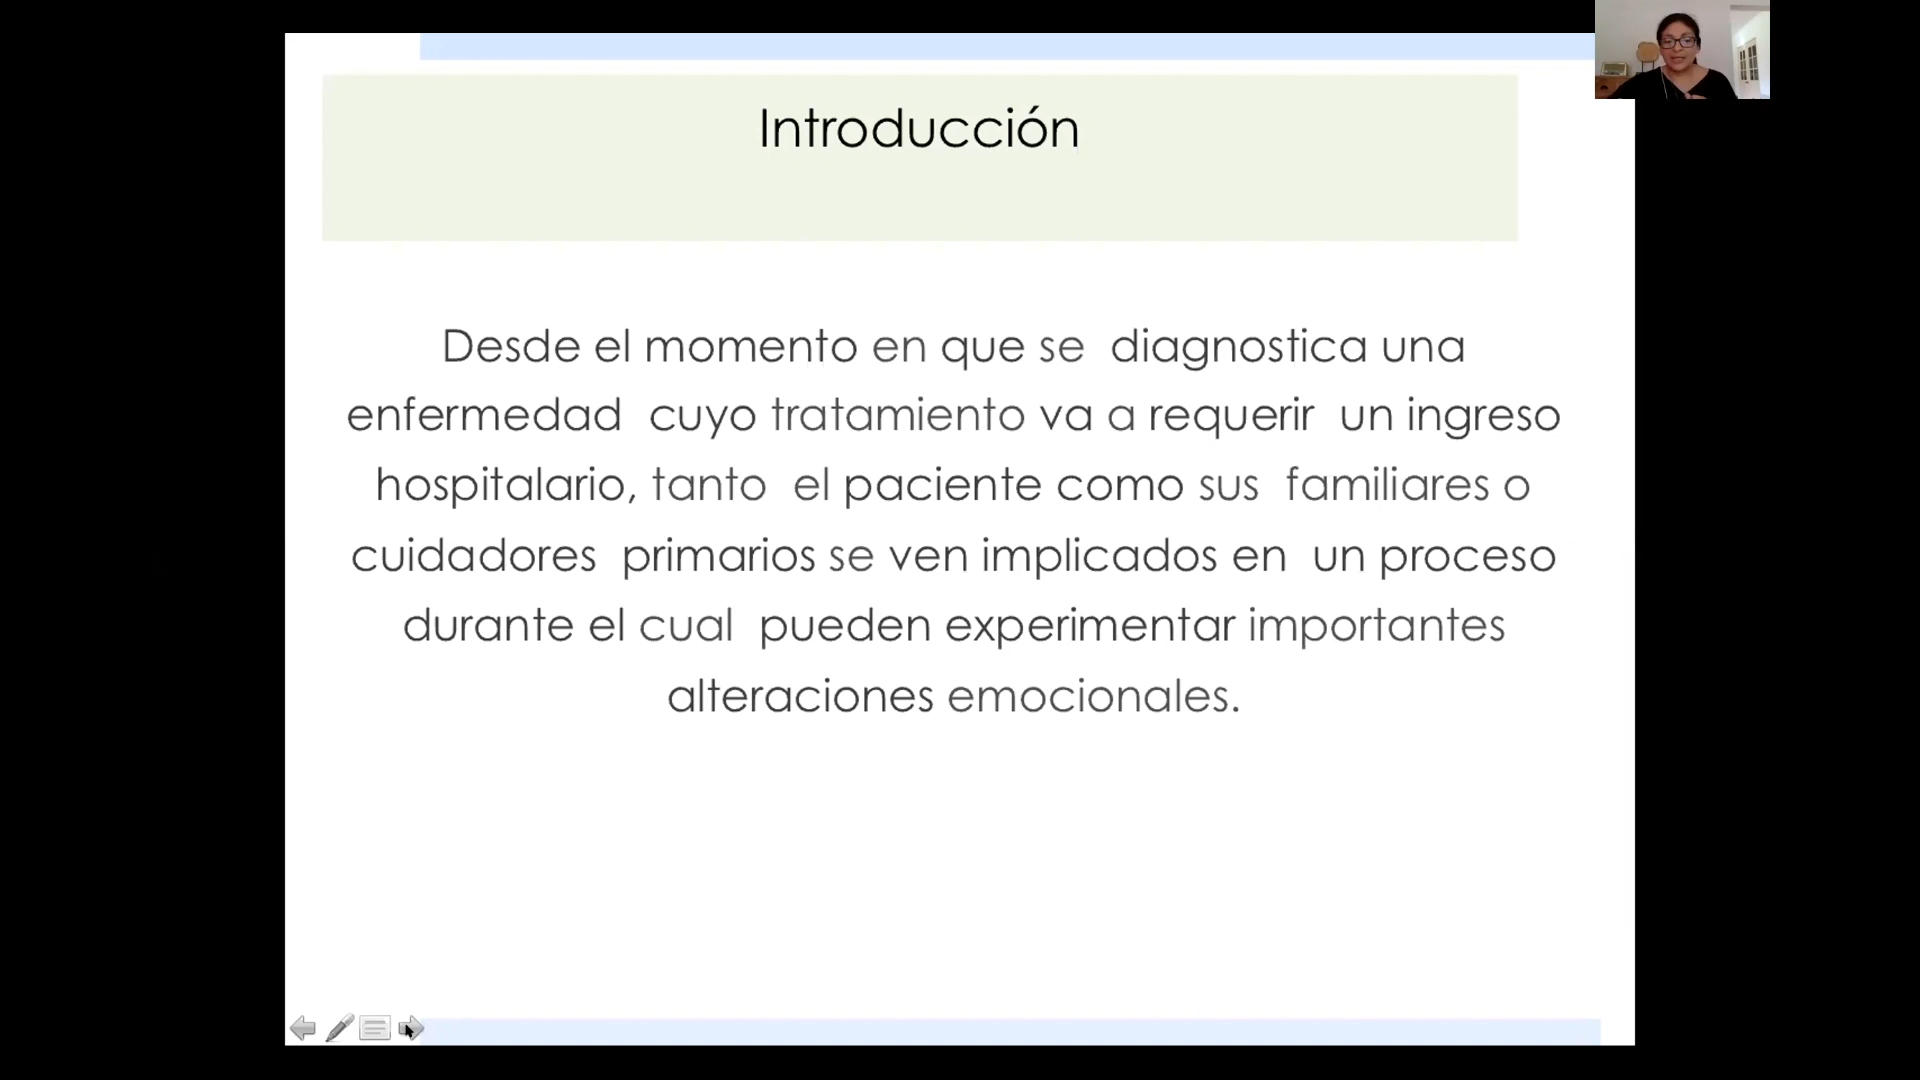 Introducción
Desde el momento en que se diagnostica una
enfermedad cuyo tratamiento va a requerir un ingreso
hospitalario, tanto el paciente como sus familiares o
cuidadores primarios se ven implicados en un proceso
durante el cual pueden experimentar importantes
alteraciones emocionales.